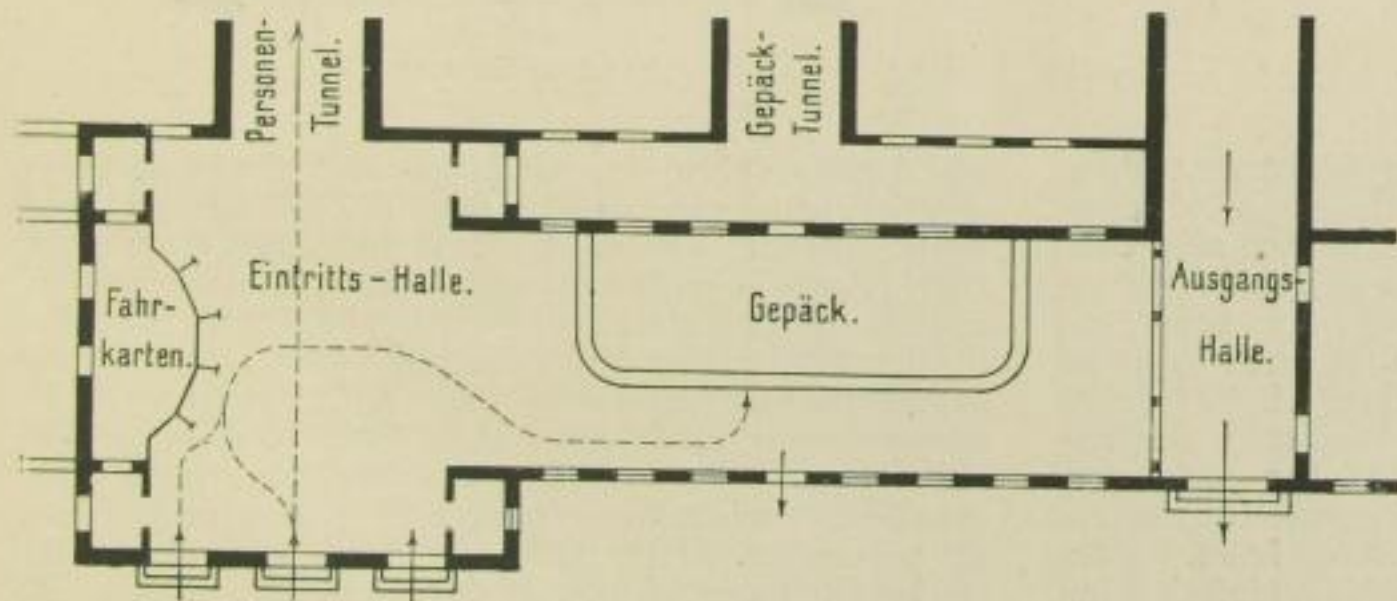 Personen-
Tunnel.
Gepäck-
Tunnel.
Eintritts-Halle.
Fahr-
karten.
Gepäck.
Ausgangs-
Halle.